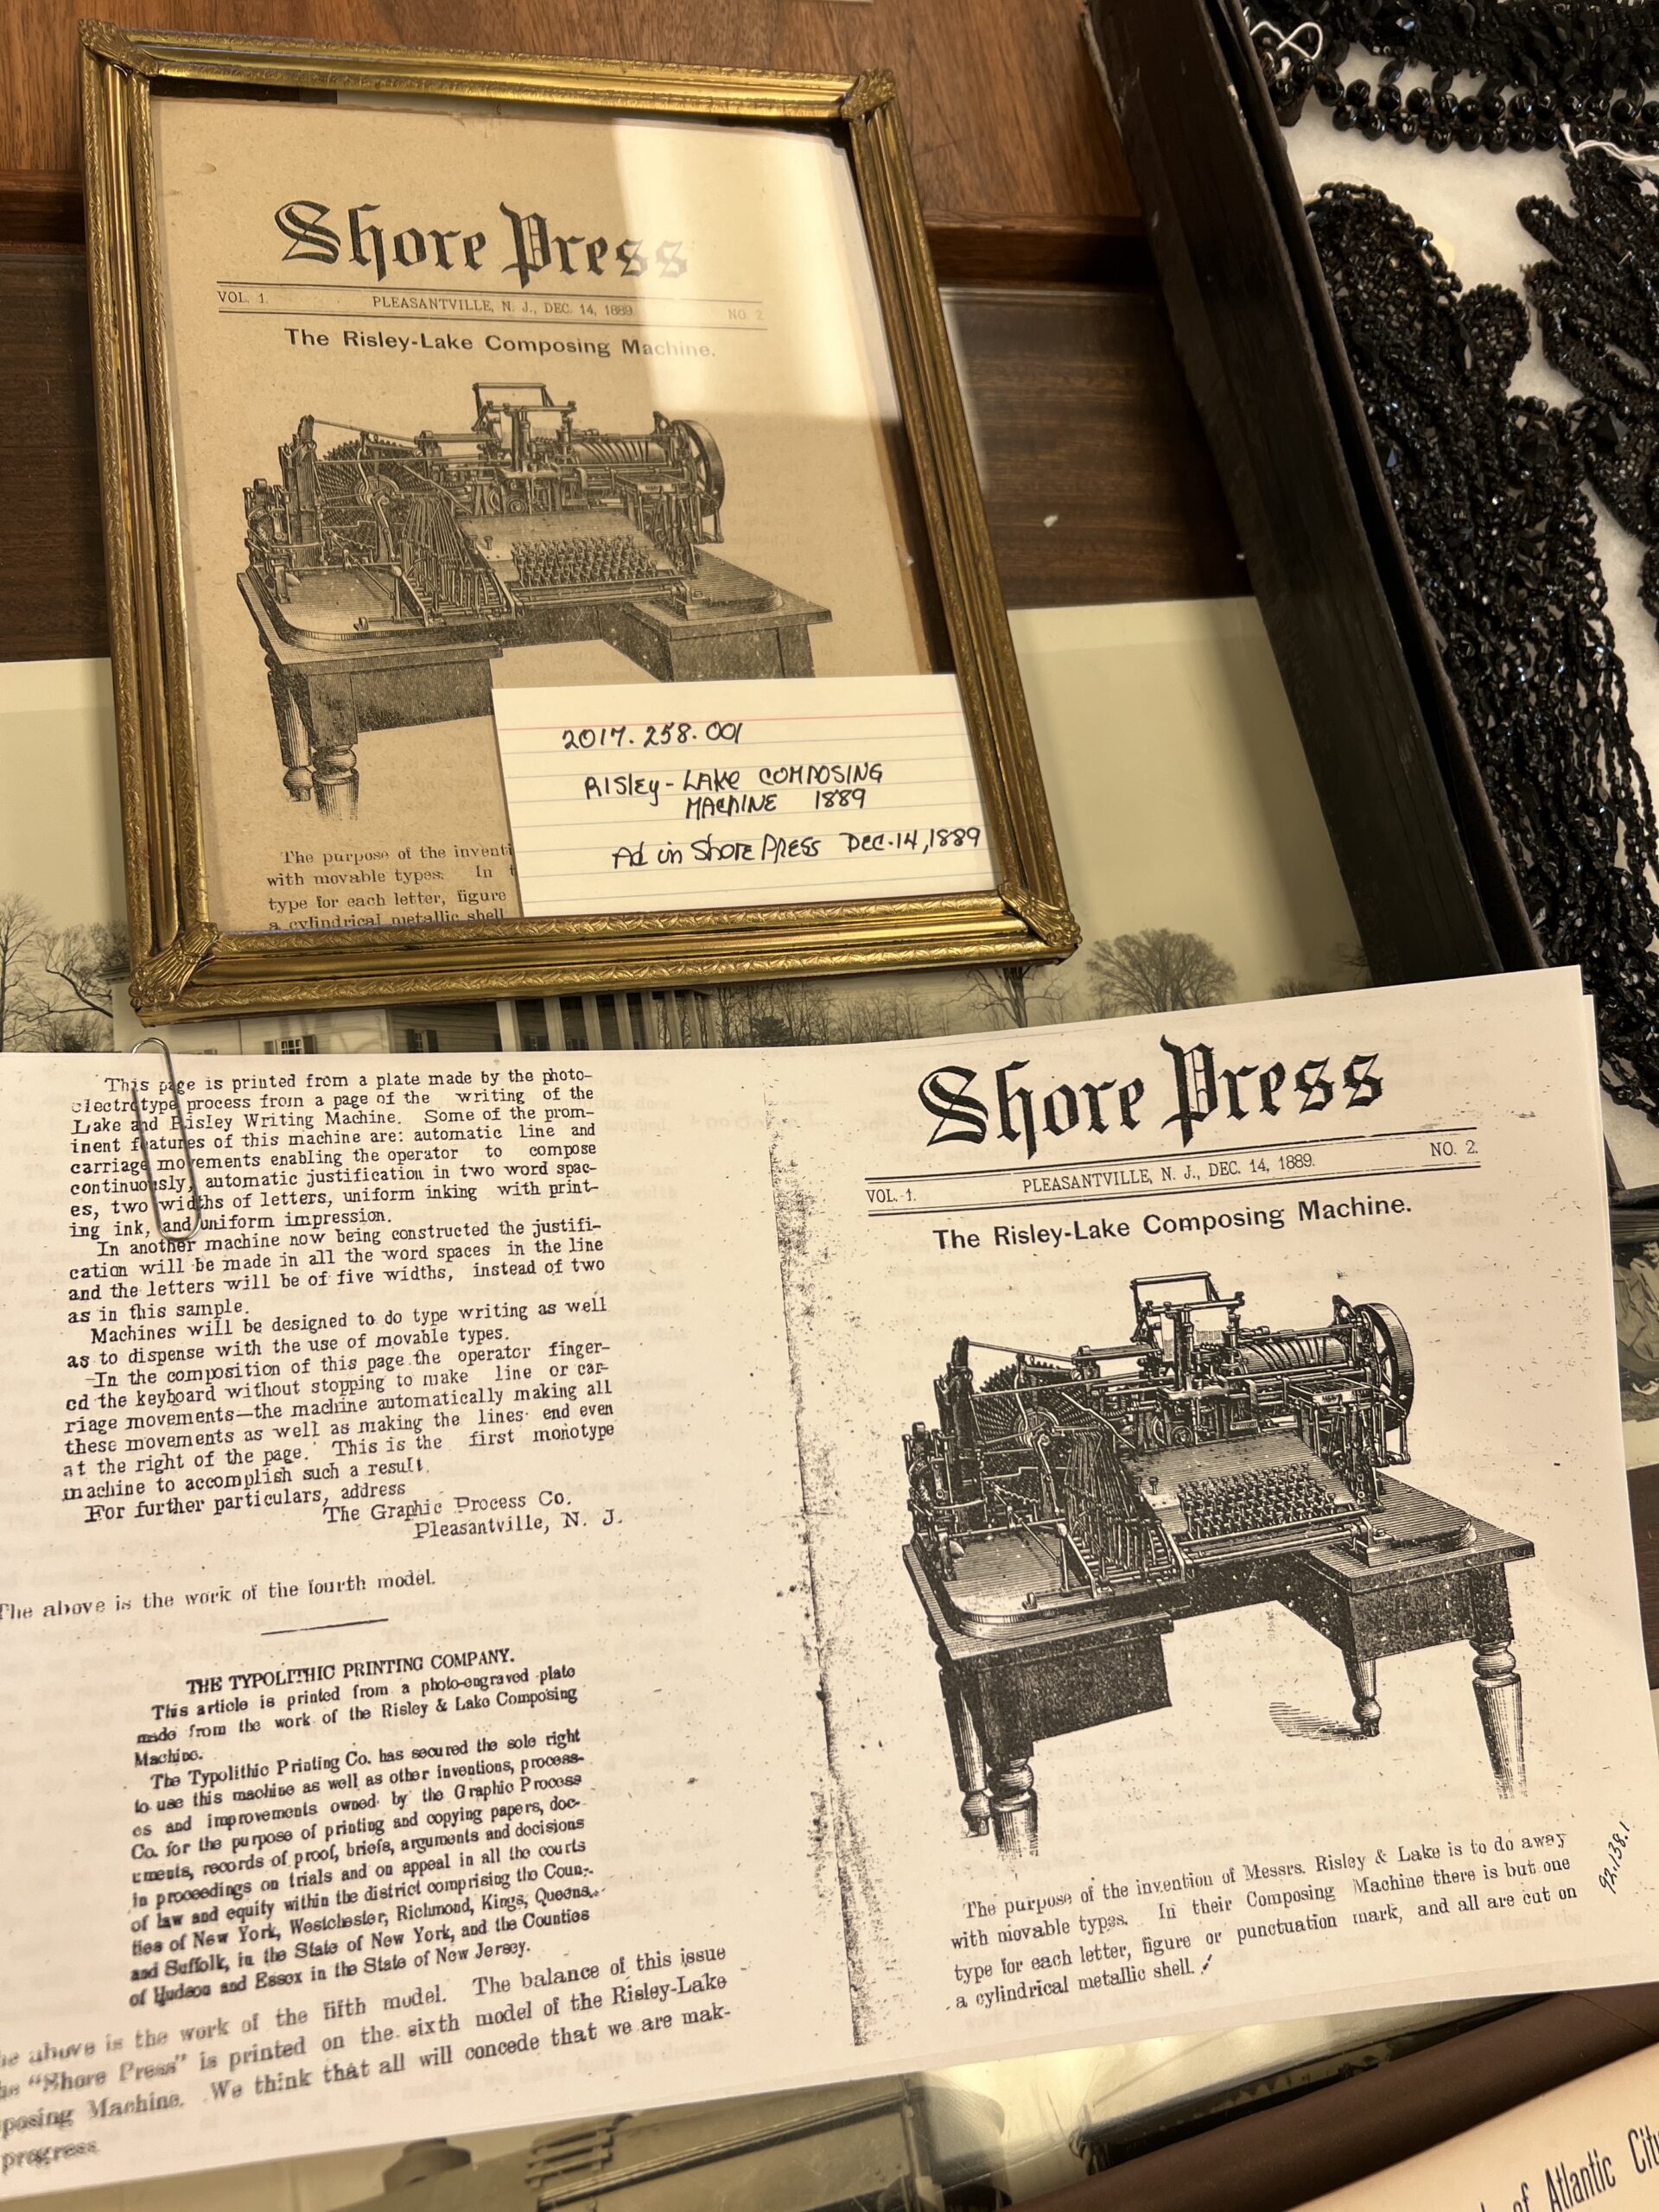 Shore Press
VOL. 1. PLEASANTVILLE, N. J., DEC. 14, 1889. NO. 2
The Risley-Lake Composing Machine.
The purpose of the inventi
with movable types. In t
type for each letter, figure
a cylindrical metallic shell
2017.258.001
RISley-LAKe COMPOSING
MACHINE 1889
Ad in Shore Press Dec. 14, 1889
This page is printed from a plate made by the photo-
electrotype process from a page of the writing of the
Lake and Risley Writing Machine. Some of the prom-
inent features of this machine are: automatic line and
carriage movements enabling the operator to compose
continuously, automatic justification in two word spac-
es, two widths of letters, uniform inking with print-
ing ink, and uniform impression.
In another machine now being constructed the justifi-
cation will be made in all the word spaces in the line
and the letters will be of five widths, instead of two
as in this sample.
Machines will be designed to do type writing as well
as to dispense with the use of movable types.
In the composition of this page the operator finger-
ed the keyboard without stopping to make line or car-
riage movements—the machine automatically making all
these movements as well as making the lines end even
at the right of the page. This is the first monotype
machine to accomplish such a result.
For further particulars, address
The Graphic Process Co.
Pleasantville, N. J.
The above is the work of the fourth model.
THE TYPOLITHIC PRINTING COMPANY.
This article is printed from a photo-engraved plate
made from the work of the Risley & Lake Composing
Machine.
The Typolithic Printing Co. has secured the sole right
to use this machine as well as other inventions, process-
es and improvements owned by the Graphic Process
Co. for the purpose of printing and copying papers, doc-
uments, records of proof, briefs, arguments and decisions
in proceedings on trials and on appeal in all the courts
of law and equity within the district comprising the Coun-
ties of New York, Westchester, Richmond, Kings, Queens,
and Suffolk, in the State of New York, and the Counties
of Hudson and Essex in the State of New Jersey.
he above is the work of the fifth model. The balance of this issue
he "Shore Press" is printed on the sixth model of the Risley-Lake
posing Machine. We think that all will concede that we are mak-
progress
Shore Press
VOL. 1. PLEASANTVILLE, N. J., DEC. 14, 1889. NO. 2.
The Risley-Lake Composing Machine.
The purpose of the invention of Messrs. Risley & Lake is to do away
with movable types. In their Composing Machine there is but one
type for each letter, figure or punctuation mark, and all are cut on
a cylindrical metallic shell.
92.138.1
of Atlantic City